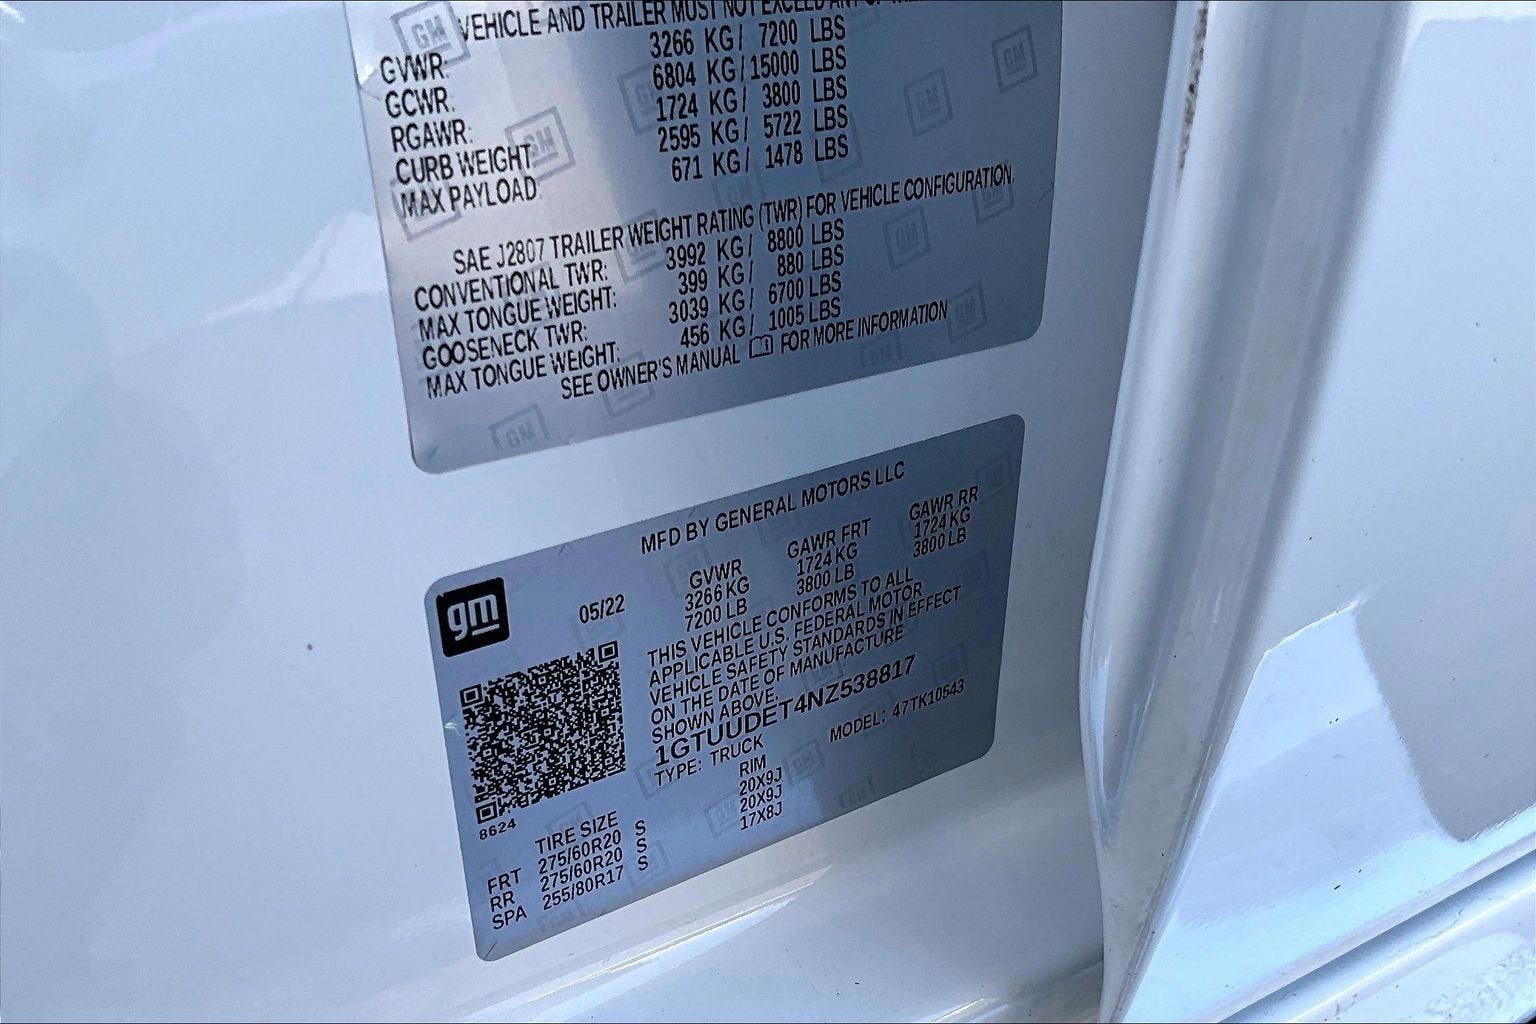 VEHICLE AND TRAILER MUST NOT EXCEED ANY OF
GVWR: 3266 KG/ 7200 LBS
GCWR: 6804 KG/ 15000 LBS
RGAWR: 1724 KG/ 3800 LBS
CURB WEIGHT: 2595 KG/ 5722 LBS
MAX PAYLOAD: 671 KG/ 1478 LBS
SAE J2807 TRAILER WEIGHT RATING (TWR) FOR VEHICLE CONFIGURATION
CONVENTIONAL TWR: 3992 KG/ 8800 LBS
MAX TONGUE WEIGHT: 399 KG/ 880 LBS
GOOSENECK TWR: 3039 KG/ 6700 LBS
MAX TONGUE WEIGHT: 456 KG/ 1005 LBS
SEE OWNER'S MANUAL FOR MORE INFORMATION
MFD BY GENERAL MOTORS LLC
gm
05/22
GVWR GAWR FRT GAWR RR
3266 KG 1724 KG 1724 KG
7200 LB 3800 LB 3800 LB
THIS VEHICLE CONFORMS TO ALL
APPLICABLE U.S. FEDERAL MOTOR
VEHICLE SAFETY STANDARDS IN EFFECT
ON THE DATE OF MANUFACTURE
SHOWN ABOVE.
1GTUUDET4NZ538817
TYPE: TRUCK MODEL: 47TK10543
8624
TIRE SIZE RIM
FRT 275/60R20 S 20X9J
RR 275/60R20 S 20X9J
SPA 255/80R17 S 17X8J